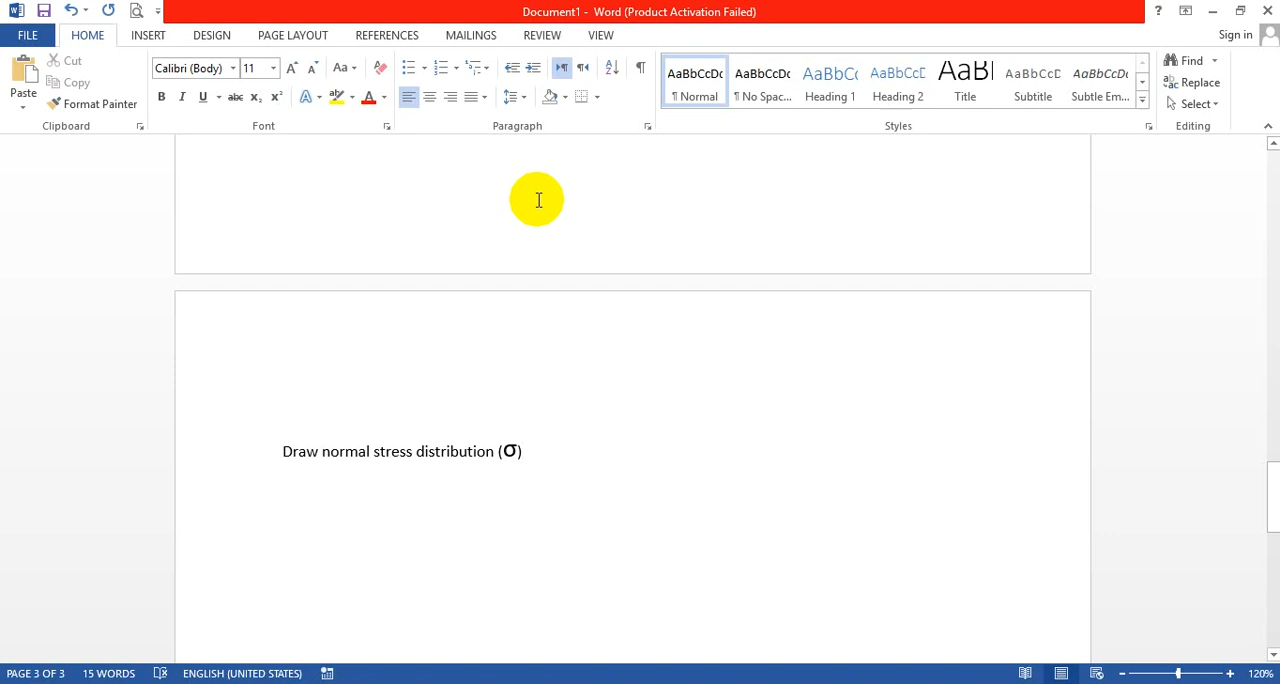 Document1 - Word (Product Activation Failed)
FILE HOME INSERT DESIGN PAGE LAYOUT REFERENCES MAILINGS REVIEW VIEW Sign in
Paste Cut Copy Format Painter
Calibri (Body) 11
AaBbCcDc AaBbCcDc AaBbCc AaBbCcD AaBl AaBbCcC AaBbCcDc
¶ Normal ¶ No Spac... Heading 1 Heading 2 Title Subtitle Subtle Em...
Find Replace Select
Clipboard Font Paragraph Styles Editing
Draw normal stress distribution (σ)
PAGE 3 OF 3 15 WORDS ENGLISH (UNITED STATES) 120%